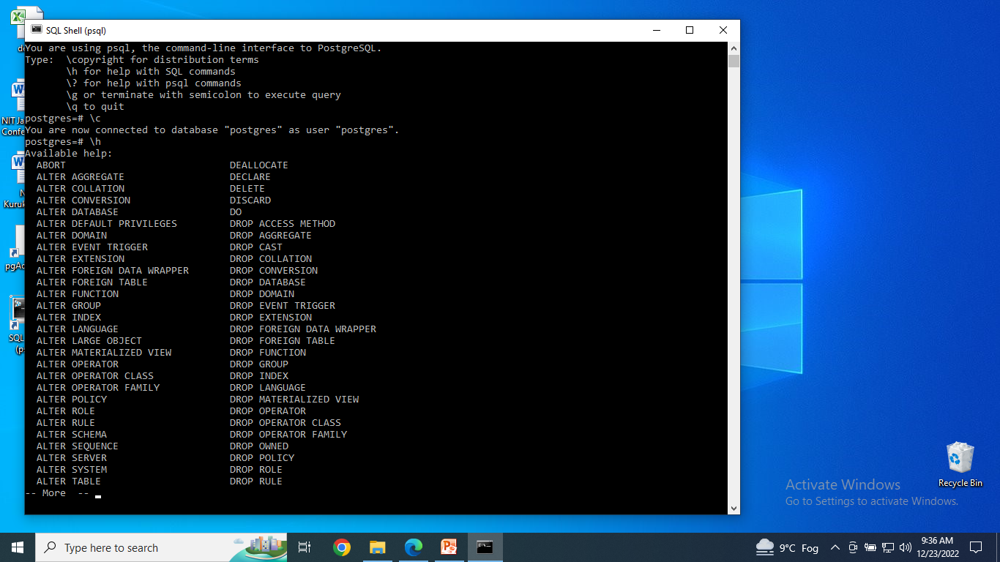 SQL Shell (psql)
You are using psql, the command-line interface to PostgreSQL.
Type:  \copyright for distribution terms
       \h for help with SQL commands
       \? for help with psql commands
       \g or terminate with semicolon to execute query
       \q to quit
postgres=# \c
You are now connected to database "postgres" as user "postgres".
postgres=# \h
Available help:
  ABORT                            DEALLOCATE
  ALTER AGGREGATE                  DECLARE
  ALTER COLLATION                  DELETE
  ALTER CONVERSION                 DISCARD
  ALTER DATABASE                   DO
  ALTER DEFAULT PRIVILEGES         DROP ACCESS METHOD
  ALTER DOMAIN                     DROP AGGREGATE
  ALTER EVENT TRIGGER              DROP CAST
  ALTER EXTENSION                  DROP COLLATION
  ALTER FOREIGN DATA WRAPPER       DROP CONVERSION
  ALTER FOREIGN TABLE              DROP DATABASE
  ALTER FUNCTION                   DROP DOMAIN
  ALTER GROUP                      DROP EVENT TRIGGER
  ALTER INDEX                      DROP EXTENSION
  ALTER LANGUAGE                   DROP FOREIGN DATA WRAPPER
  ALTER LARGE OBJECT               DROP FOREIGN TABLE
  ALTER MATERIALIZED VIEW          DROP FUNCTION
  ALTER OPERATOR                   DROP GROUP
  ALTER OPERATOR CLASS             DROP INDEX
  ALTER OPERATOR FAMILY            DROP LANGUAGE
  ALTER POLICY                     DROP MATERIALIZED VIEW
  ALTER ROLE                       DROP OPERATOR
  ALTER RULE                       DROP OPERATOR CLASS
  ALTER SCHEMA                     DROP OPERATOR FAMILY
  ALTER SEQUENCE                   DROP OWNED
  ALTER SERVER                     DROP POLICY
  ALTER SYSTEM                     DROP ROLE
  ALTER TABLE                      DROP RULE
-- More  --
NIT
SQL
Recycle Bin
Activate Windows
Go to Settings to activate Windows.
Type here to search
9°C Fog
9:36 AM
12/23/2022